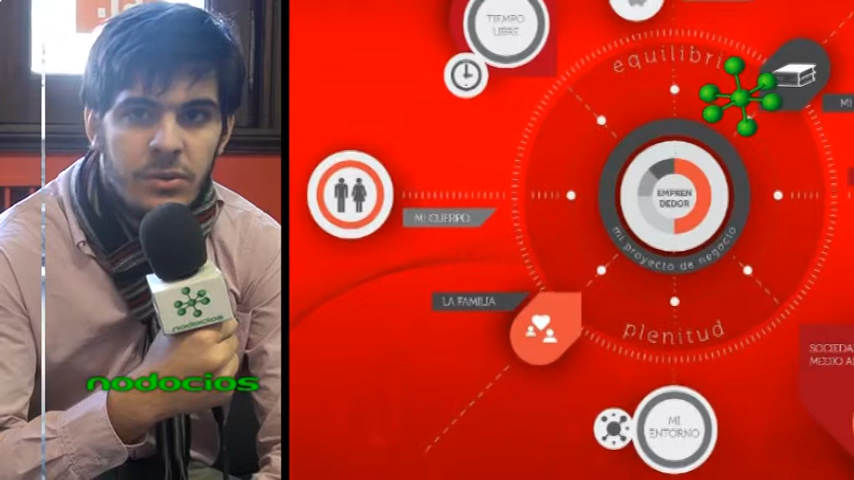 TIEMPO
LIBRE
equilibri
MI
EMPREN
DEDOR
mi proyecto de negocio
MI CUERPO
LA FAMILIA
plenitud
SOCIEDA
MEDIO A
MI
ENTORNO
nodocios
nodocios